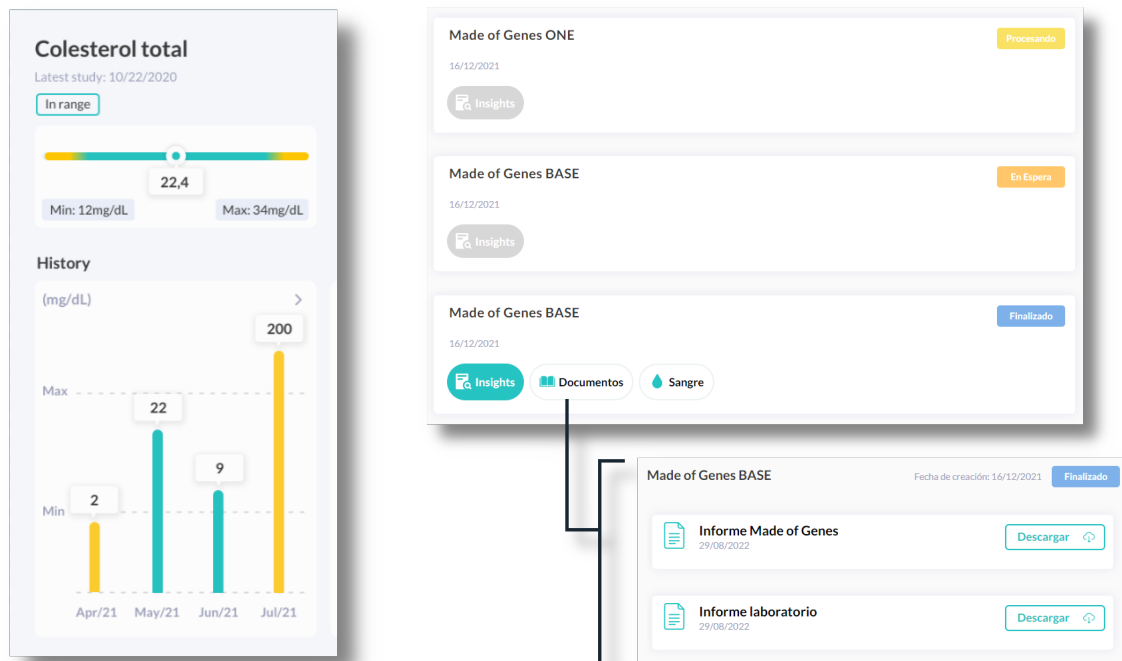 Colesterol total
Latest study: 10/22/2020
In range
22,4
Min: 12mg/dL
Max: 34mg/dL
History
(mg/dL)
200
Max
22
9
2
Min
Apr/21
May/21
Jun/21
Jul/21
Made of Genes ONE
Procesando
16/12/2021
Insights
Made of Genes BASE
En Espera
16/12/2021
Insights
Made of Genes BASE
Finalizado
16/12/2021
Insights
Documentos
Sangre
Made of Genes BASE
Fecha de creación: 16/12/2021
Finalizado
Informe Made of Genes
29/08/2022
Descargar
Informe laboratorio
29/08/2022
Descargar